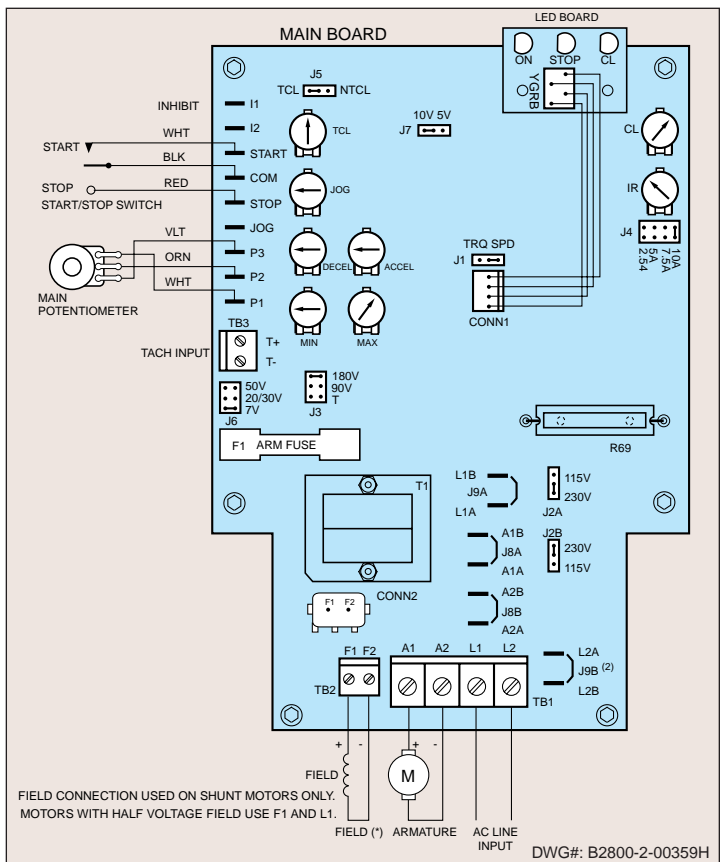 LED BOARD
MAIN BOARD
ON STOP CL
YGRB
J5
TCL NTCL
INHIBIT
I1
I2
TCL
10V 5V
J7
CL
START
WHT
START
BLK
COM
STOP
RED
STOP
START/STOP SWITCH
JOG
IR
JOG
VLT
P3
ORN
P2
WHT
P1
MAIN
POTENTIOMETER
DECEL
ACCEL
TRQ SPD
J1
CONN1
J4
10A
7.5A
5A
2.54
MIN
MAX
TB3
TACH INPUT
T+
T-
50V
20/30V
7V
J6
180V
90V
T
J3
F1 ARM FUSE
R69
T1
L1B
J9A
L1A
115V
230V
J2A
J2B
230V
115V
A1B
J8A
A1A
A2B
J8B
A2A
CONN2
F1 F2
F1 F2
TB2
A1 A2 L1 L2
TB1
L2A
J9B (2)
L2B
+ -
+ -
FIELD
M
FIELD CONNECTION USED ON SHUNT MOTORS ONLY.
MOTORS WITH HALF VOLTAGE FIELD USE F1 AND L1.
FIELD (*) ARMATURE AC LINE
INPUT
DWG#: B2800-2-00359H